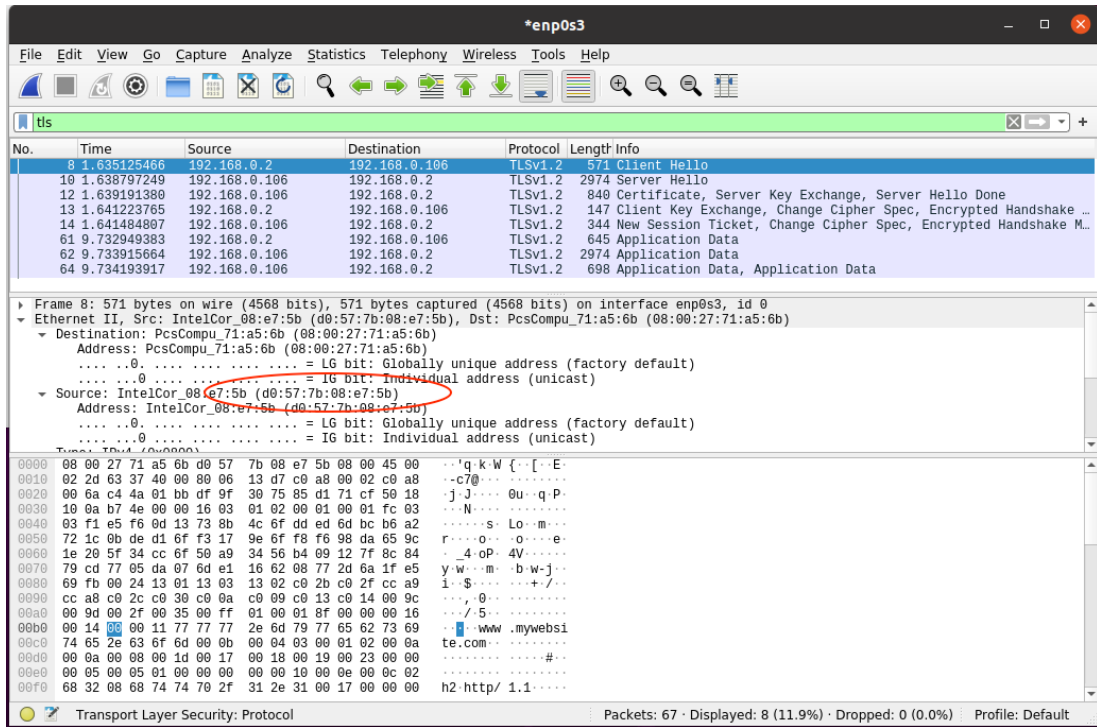 *enp0s3
File Edit View Go Capture Analyze Statistics Telephony Wireless Tools Help
tls
No. Time Source Destination Protocol Length Info
8 1.635125466 192.168.0.2 192.168.0.106 TLSv1.2 571 Client Hello
10 1.638797249 192.168.0.106 192.168.0.2 TLSv1.2 2974 Server Hello
12 1.639191380 192.168.0.106 192.168.0.2 TLSv1.2 840 Certificate, Server Key Exchange, Server Hello Done
13 1.641223765 192.168.0.2 192.168.0.106 TLSv1.2 147 Client Key Exchange, Change Cipher Spec, Encrypted Handshake …
14 1.641484807 192.168.0.106 192.168.0.2 TLSv1.2 344 New Session Ticket, Change Cipher Spec, Encrypted Handshake M…
61 9.732949383 192.168.0.2 192.168.0.106 TLSv1.2 645 Application Data
62 9.733915664 192.168.0.106 192.168.0.2 TLSv1.2 2974 Application Data
64 9.734193917 192.168.0.106 192.168.0.2 TLSv1.2 698 Application Data, Application Data
Frame 8: 571 bytes on wire (4568 bits), 571 bytes captured (4568 bits) on interface enp0s3, id 0
Ethernet II, Src: IntelCor_08:e7:5b (d0:57:7b:08:e7:5b), Dst: PcsCompu_71:a5:6b (08:00:27:71:a5:6b)
Destination: PcsCompu_71:a5:6b (08:00:27:71:a5:6b)
Address: PcsCompu_71:a5:6b (08:00:27:71:a5:6b)
.... ..0. .... .... .... .... = LG bit: Globally unique address (factory default)
.... ...0 .... .... .... .... = IG bit: Individual address (unicast)
Source: IntelCor_08:e7:5b (d0:57:7b:08:e7:5b)
Address: IntelCor_08:e7:5b (d0:57:7b:08:e7:5b)
.... ..0. .... .... .... .... = LG bit: Globally unique address (factory default)
.... ...0 .... .... .... .... = IG bit: Individual address (unicast)
Type: IPv4 (0x0800)
0000 08 00 27 71 a5 6b d0 57 7b 08 e7 5b 08 00 45 00 ··'q·k·W {··[··E·
0010 02 2d 63 37 40 00 80 06 13 d7 c0 a8 00 02 c0 a8 ·-c7@··· ········
0020 00 6a c4 4a 01 bb df 9f 30 75 85 d1 71 cf 50 18 ·j·J···· 0u··q·P·
0030 10 0a b7 4e 00 00 16 03 01 02 00 01 00 01 fc 03 ···N···· ········
0040 03 f1 e5 f6 0d 13 73 8b 4c 6f dd ed 6d bc b6 a2 ······s· Lo··m···
0050 72 1c 0b de d1 6f f3 17 9e 6f f8 f6 98 da 65 9c r····o·· ·o····e·
0060 1e 20 5f 34 cc 6f 50 a9 34 56 b4 09 12 7f 8c 84 · _4·oP· 4V······
0070 79 cd 77 05 da 07 6d e1 16 62 08 77 2d 6a 1f e5 y·w···m· ·b·w-j··
0080 69 fb 00 24 13 01 13 03 13 02 c0 2b c0 2f cc a9 i··$···· ···+·/··
0090 cc a8 c0 2c c0 30 c0 0a c0 09 c0 13 c0 14 00 9c ···,·0·· ········
00a0 00 9d 00 2f 00 35 00 ff 01 00 01 8f 00 00 00 16 ···/·5·· ········
00b0 00 14 00 00 11 77 77 77 2e 6d 79 77 65 62 73 69 ·····www .mywebsi
00c0 74 65 2e 63 6f 6d 00 0b 00 04 03 00 01 02 00 0a te.com·· ········
00d0 00 0a 00 08 00 1d 00 17 00 18 00 19 00 23 00 00 ········ ·····#··
00e0 00 05 00 05 01 00 00 00 00 00 10 00 0e 00 0c 02 ········ ········
00f0 68 32 08 68 74 74 70 2f 31 2e 31 00 17 00 00 00 h2·http/ 1.1·····
Transport Layer Security: Protocol Packets: 67 · Displayed: 8 (11.9%) · Dropped: 0 (0.0%) Profile: Default